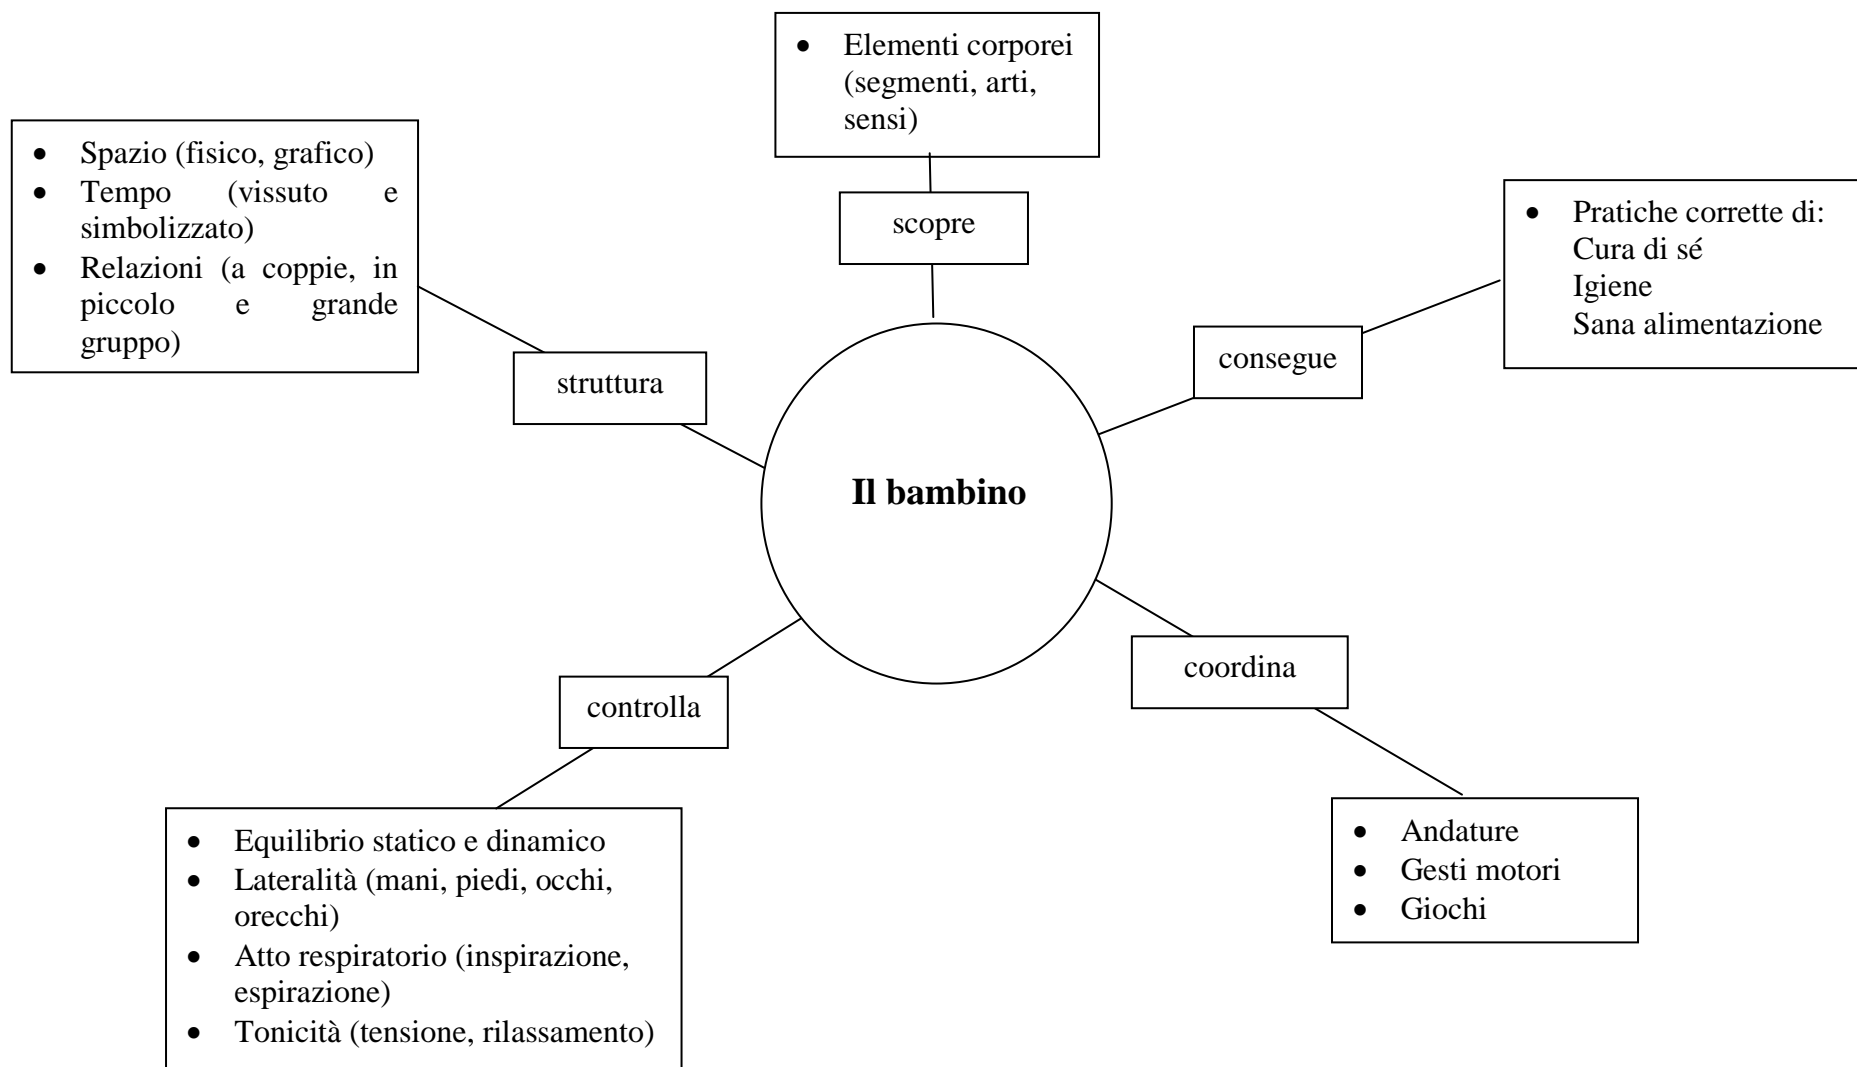 • Elementi corporei
(segmenti, arti,
sensi)
scopre
• Spazio (fisico, grafico)
• Tempo (vissuto e
simbolizzato)
• Relazioni (a coppie, in
piccolo e grande
gruppo)
struttura
• Pratiche corrette di:
Cura di sé
Igiene
Sana alimentazione
consegue
Il bambino
coordina
• Andature
• Gesti motori
• Giochi
controlla
• Equilibrio statico e dinamico
• Lateralità (mani, piedi, occhi,
orecchi)
• Atto respiratorio (inspirazione,
espirazione)
• Tonicità (tensione, rilassamento)